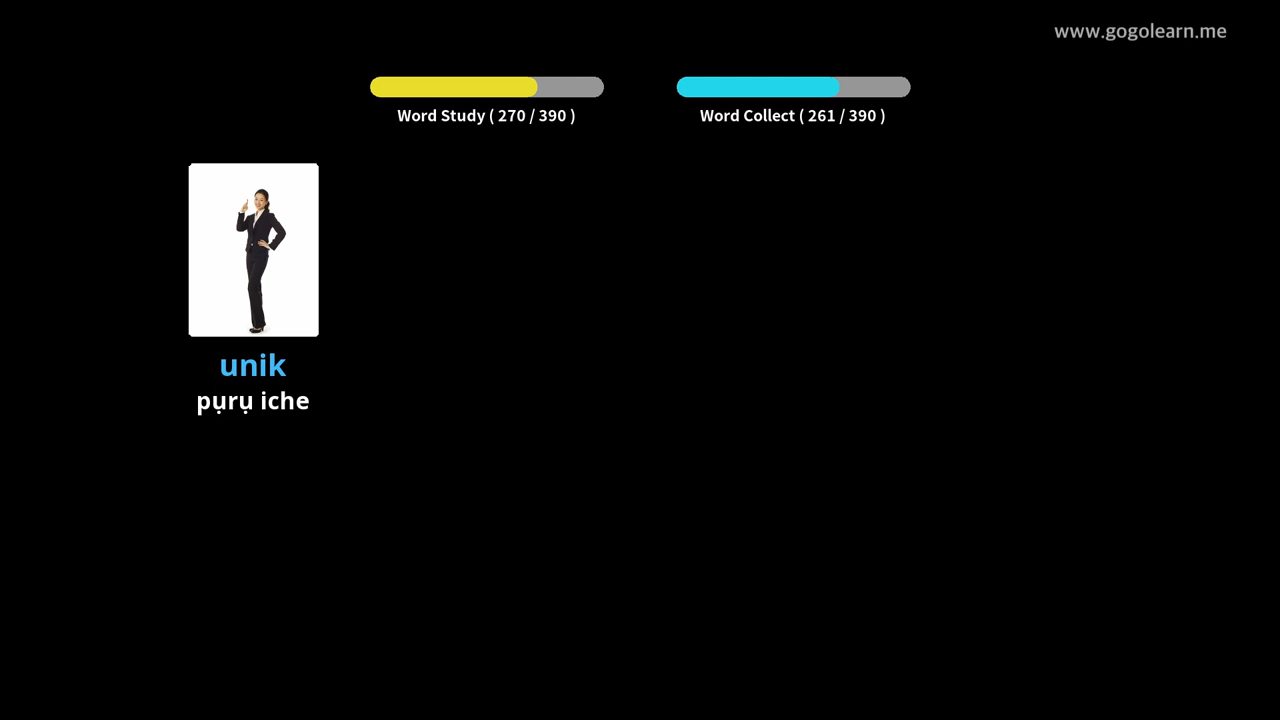 www.gogolearn.me
Word Study ( 270 / 390 )
Word Collect ( 261 / 390 )
unik
pụrụ iche